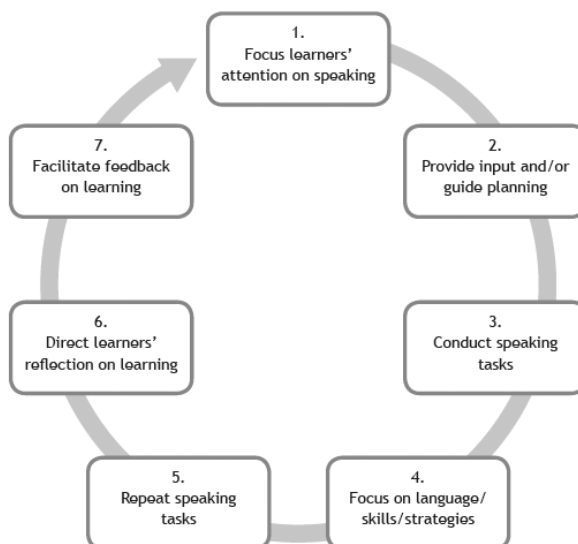 1.
Focus learners'
attention on speaking
2.
Provide input and/or
guide planning
3.
Conduct speaking
tasks
4.
Focus on language/
skills/strategies
5.
Repeat speaking
tasks
6.
Direct learners'
reflection on learning
7.
Facilitate feedback
on learning